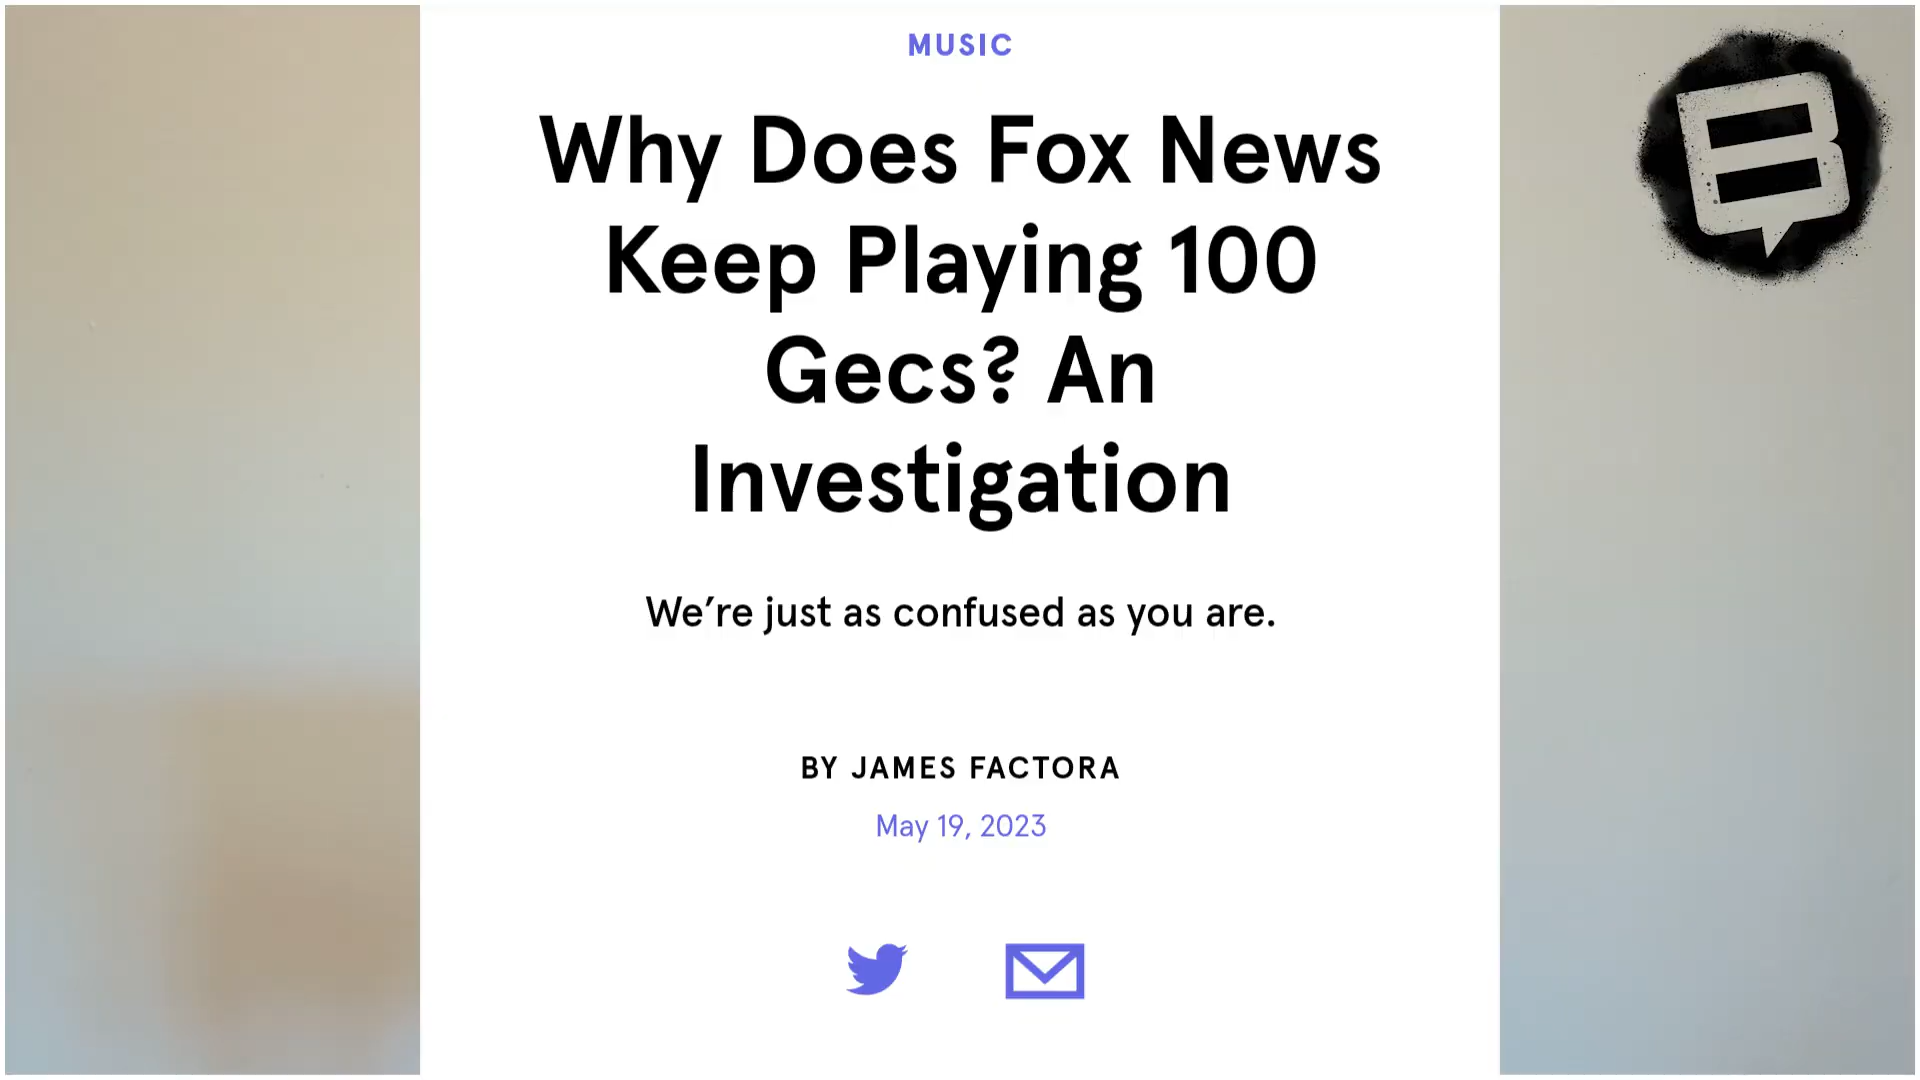 MUSIC
Why Does Fox News
Keep Playing 100
Gecs? An
Investigation
We’re just as confused as you are.
BY JAMES FACTORA
May 19, 2023